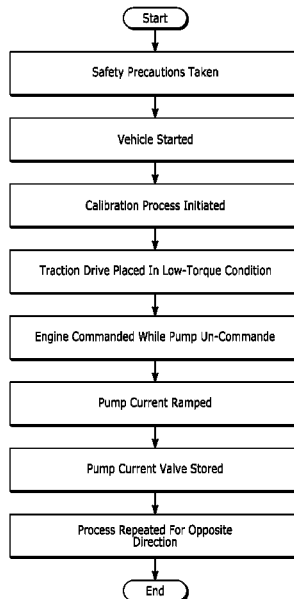 Start
Safety Precautions Taken
Vehicle Started
Calibration Process Initiated
Traction Drive Placed In Low-Torque Condition
Engine Commanded While Pump Un-Commande
Pump Current Ramped
Pump Current Valve Stored
Process Repeated For Opposite
Direction
End